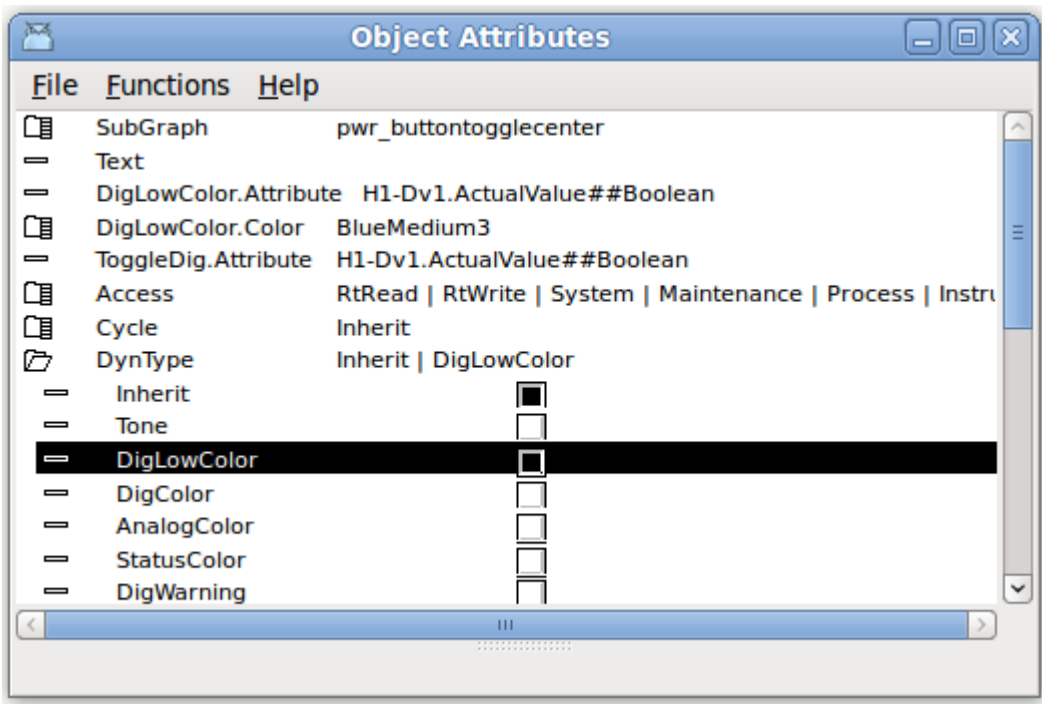 Object Attributes
File Functions Help
SubGraph pwr_buttontogglecenter
Text
DigLowColor.Attribute H1-Dv1.ActualValue##Boolean
DigLowColor.Color BlueMedium3
ToggleDig.Attribute H1-Dv1.ActualValue##Boolean
Access RtRead | RtWrite | System | Maintenance | Process |
Cycle Inherit
DynType Inherit | DigLowColor
Inherit
Tone
DigLowColor
DigColor
AnalogColor
StatusColor
DigWarning